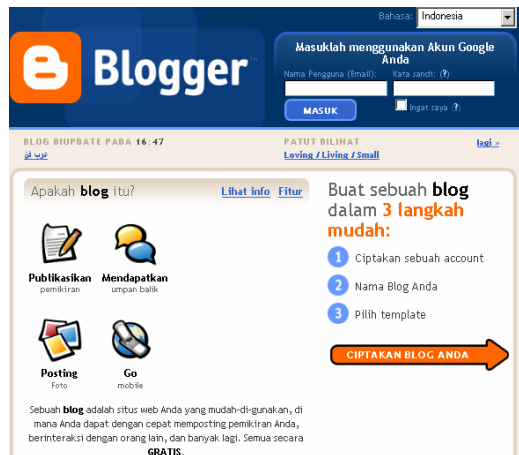 Bahasa: Indonesia
Blogger
Masuklah menggunakan Akun Google
Anda
Nama Pengguna (Email): Kata sandi: (?)
MASUK
Ingat saya (?)
BLOG DIUPDATE PADA 16:47
عرب فن
PATUT DILIHAT
Loving / Living / Small
lagi »
Apakah blog itu? Lihat info Fitur
Publikasikan
pemikiran
Mendapatkan
umpan balik
Posting
Foto
Go
mobile
Sebuah blog adalah situs web Anda yang mudah-di-gunakan, di
mana Anda dapat dengan cepat memposting pemikiran Anda,
berinteraksi dengan orang lain, dan banyak lagi. Semua secara
GRATIS.
Buat sebuah blog
dalam 3 langkah
mudah:
1 Ciptakan sebuah account
2 Nama Blog Anda
3 Pilih template
CIPTAKAN BLOG ANDA